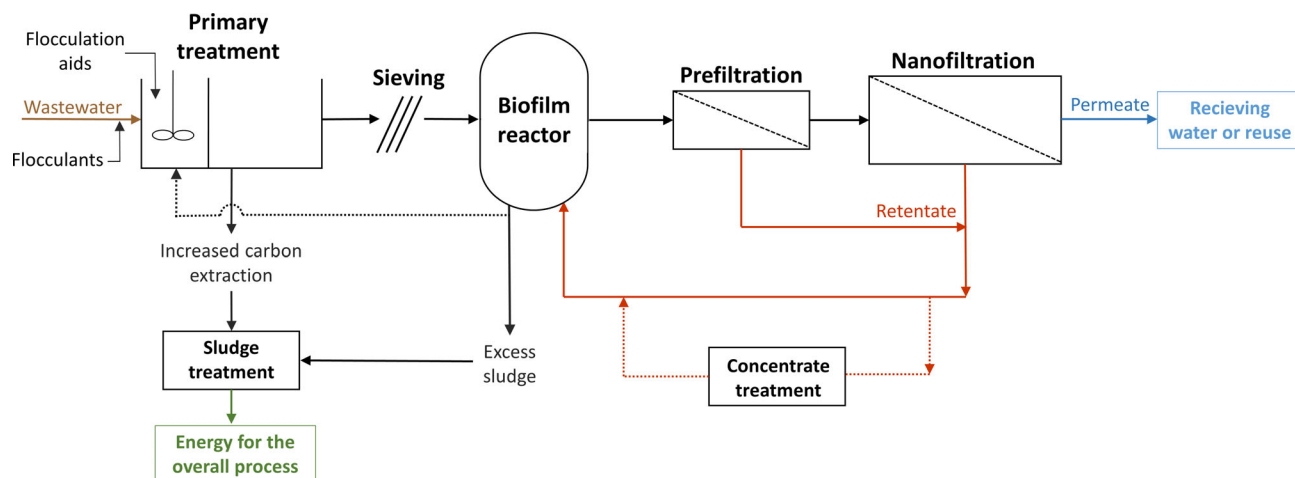 Primary
treatment
Flocculation
aids
Wastewater
Flocculants
Sieving
Biofilm
reactor
Prefiltration
Nanofiltration
Permeate
Recieving
water or reuse
Retentate
Increased carbon
extraction
Sludge
treatment
Excess
sludge
Concentrate
treatment
Energy for the
overall process